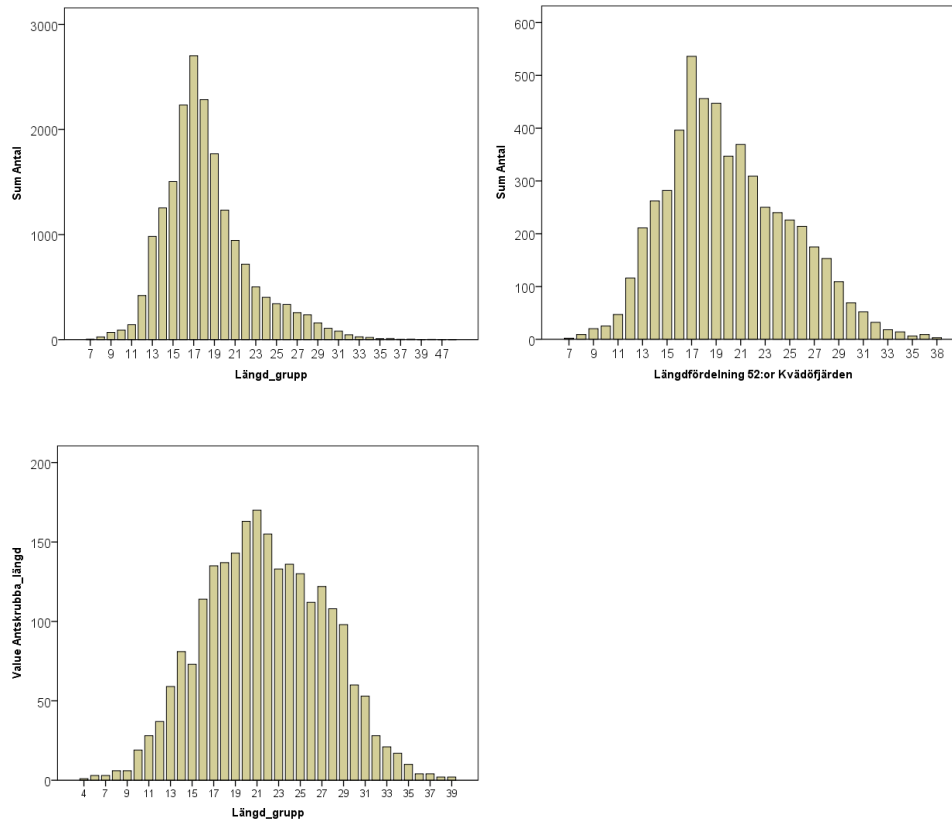 3000
2000
1000
0
Sum Antal
7 9 11 13 15 17 19 21 23 25 27 29 31 33 35 37 39 47
Längd_grupp
600
500
400
300
200
100
0
Sum Antal
7 9 11 13 15 17 19 21 23 25 27 29 31 33 35 38
Längdfördelning 52:or Kvädöfjärden
200
150
100
50
0
Value Antskrubba_längd
4 7 9 11 13 15 17 19 21 23 25 27 29 31 33 35 37 39
Längd_grupp